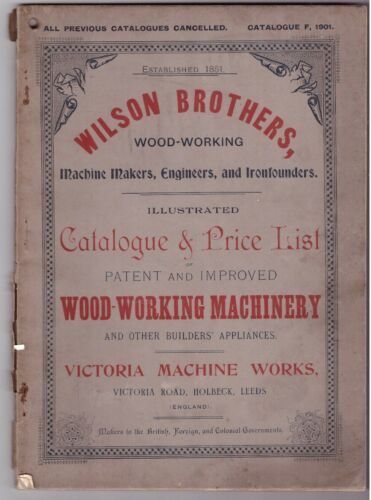 ALL PREVIOUS CATALOGUES CANCELLED. CATALOGUE F, 1901.
ESTABLISHED 1851.
WILSON BROTHERS,
WOOD-WORKING
Machine Makers, Engineers, and Ironfounders.
ILLUSTRATED
Catalogue & Price List
OF
PATENT AND IMPROVED
WOOD-WORKING MACHINERY
AND OTHER BUILDERS' APPLIANCES.
VICTORIA MACHINE WORKS,
VICTORIA ROAD, HOLBECK, LEEDS
(ENGLAND).
Makers to the British, Foreign, and Colonial Governments.